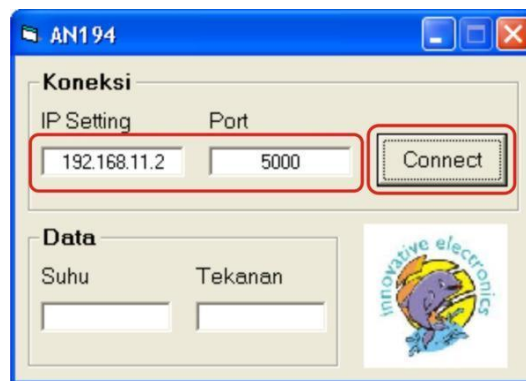 AN194
Koneksi
IP Setting Port
192.168.11.2 5000 Connect
Data
Suhu Tekanan
innovative electronics